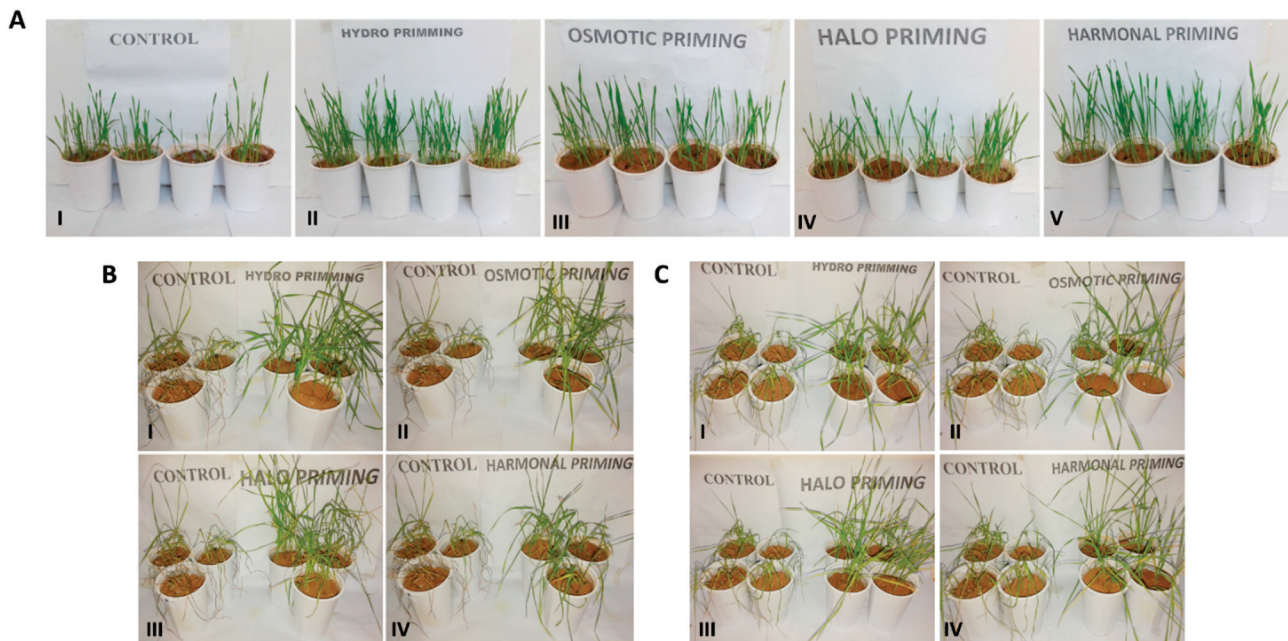 A
CONTROL
HYDRO PRIMMING
OSMOTIC PRIMING
HALO PRIMING
HARMONAL PRIMING
I
II
III
IV
V
B
CONTROL
HYDRO PRIMMING
I
CONTROL
OSMOTIC PRIMING
II
CONTROL
HALO PRIMING
III
CONTROL
HARMONAL PRIMING
IV
C
CONTROL
HYDRO PRIMMING
I
CONTROL
OSMOTIC PRIMING
II
CONTROL
HALO PRIMING
III
CONTROL
HARMONAL PRIMING
IV